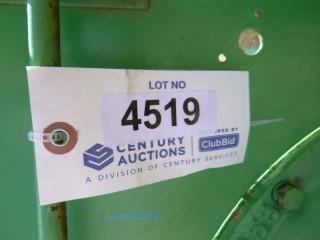 LOT NO
4519
CENTURY
AUCTIONS
ClubBid
A DIVISION OF CENTURY SERVICES